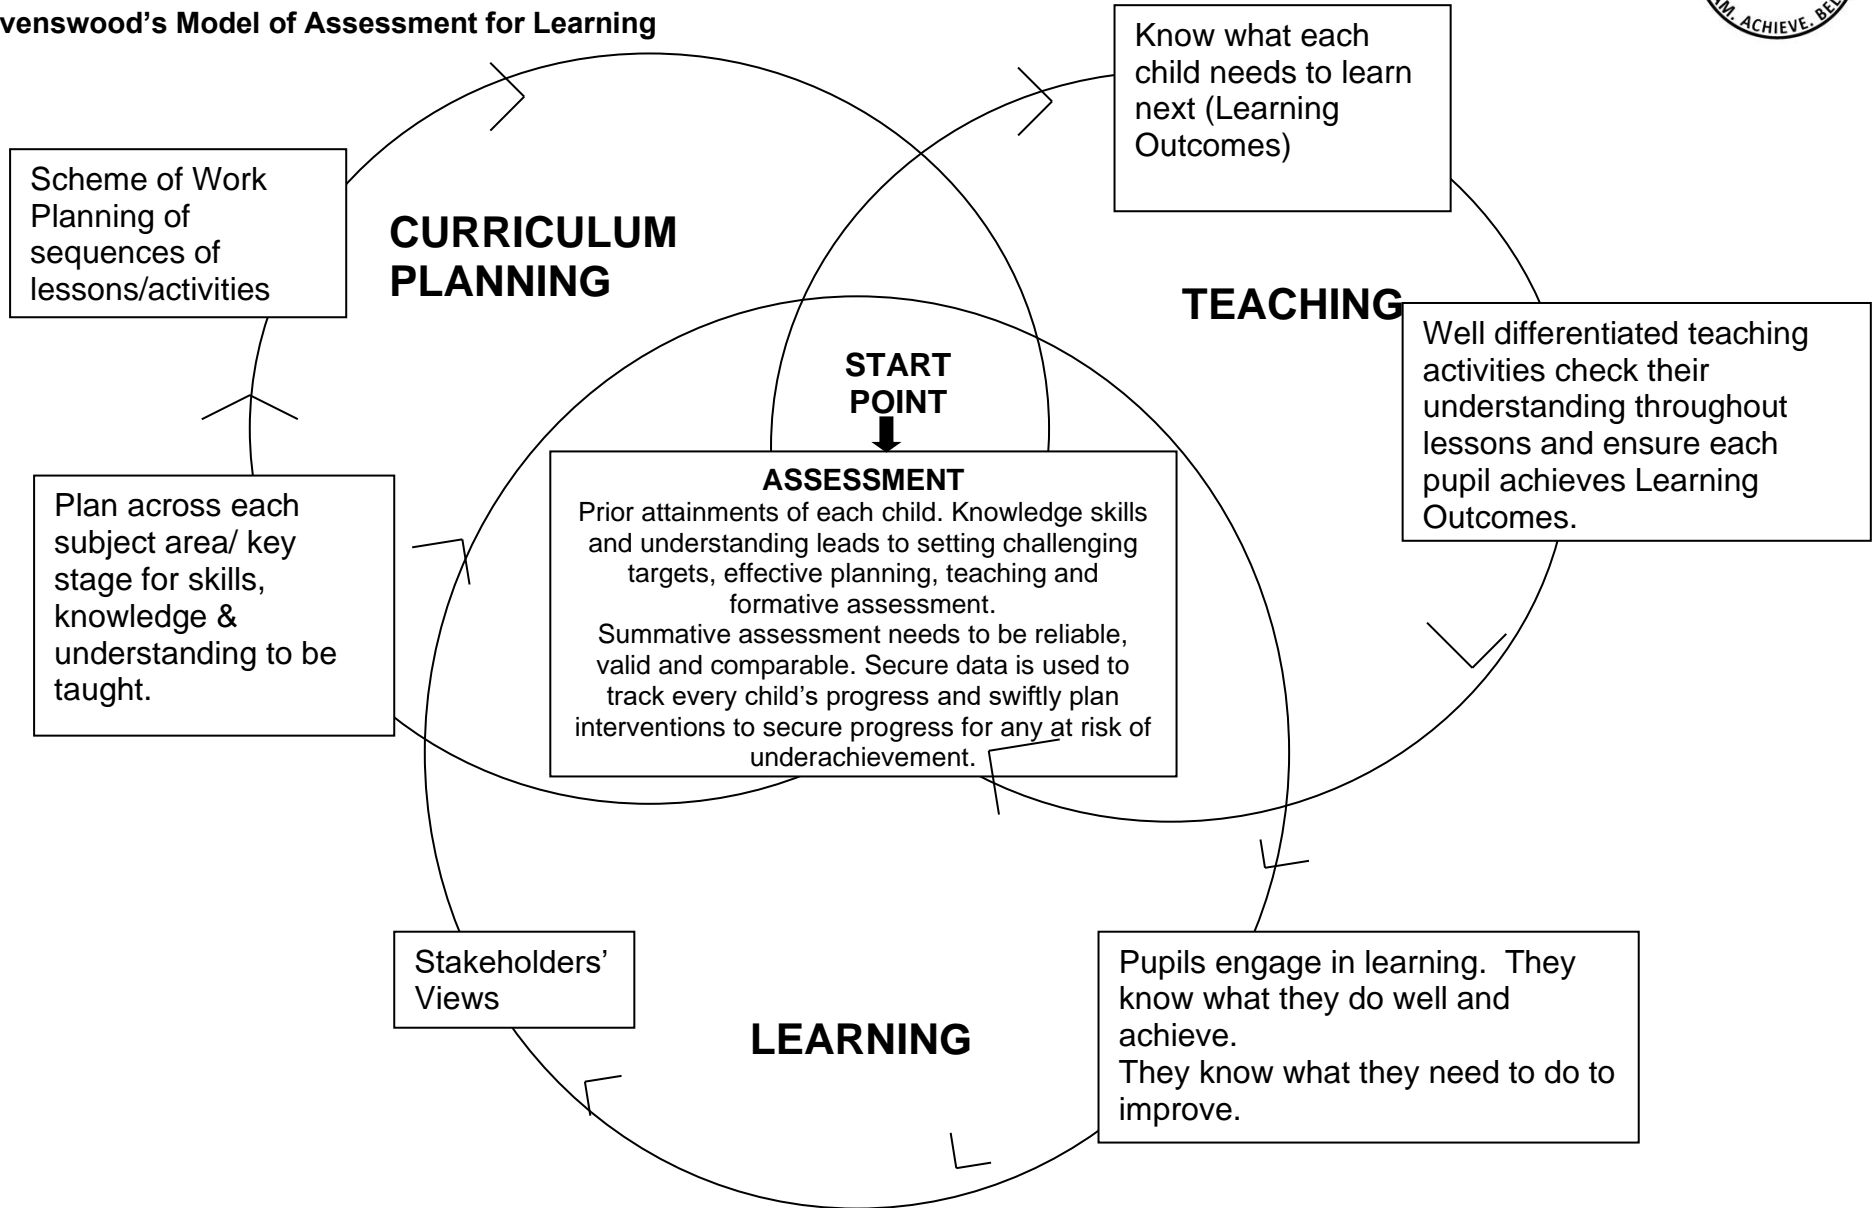 venswood’s Model of Assessment for Learning
ACHIEVE.
Know what each
child needs to learn
next (Learning
Outcomes)
Scheme of Work
Planning of
sequences of
lessons/activities
CURRICULUM
PLANNING
TEACHING
Well differentiated teaching
activities check their
understanding throughout
lessons and ensure each
pupil achieves Learning
Outcomes.
START
POINT
ASSESSMENT
Prior attainments of each child. Knowledge skills
and understanding leads to setting challenging
targets, effective planning, teaching and
formative assessment.
Summative assessment needs to be reliable,
valid and comparable. Secure data is used to
track every child’s progress and swiftly plan
interventions to secure progress for any at risk of
underachievement.
Plan across each
subject area/ key
stage for skills,
knowledge &
understanding to be
taught.
Stakeholders’
Views
LEARNING
Pupils engage in learning.  They
know what they do well and
achieve.
They know what they need to do to
improve.